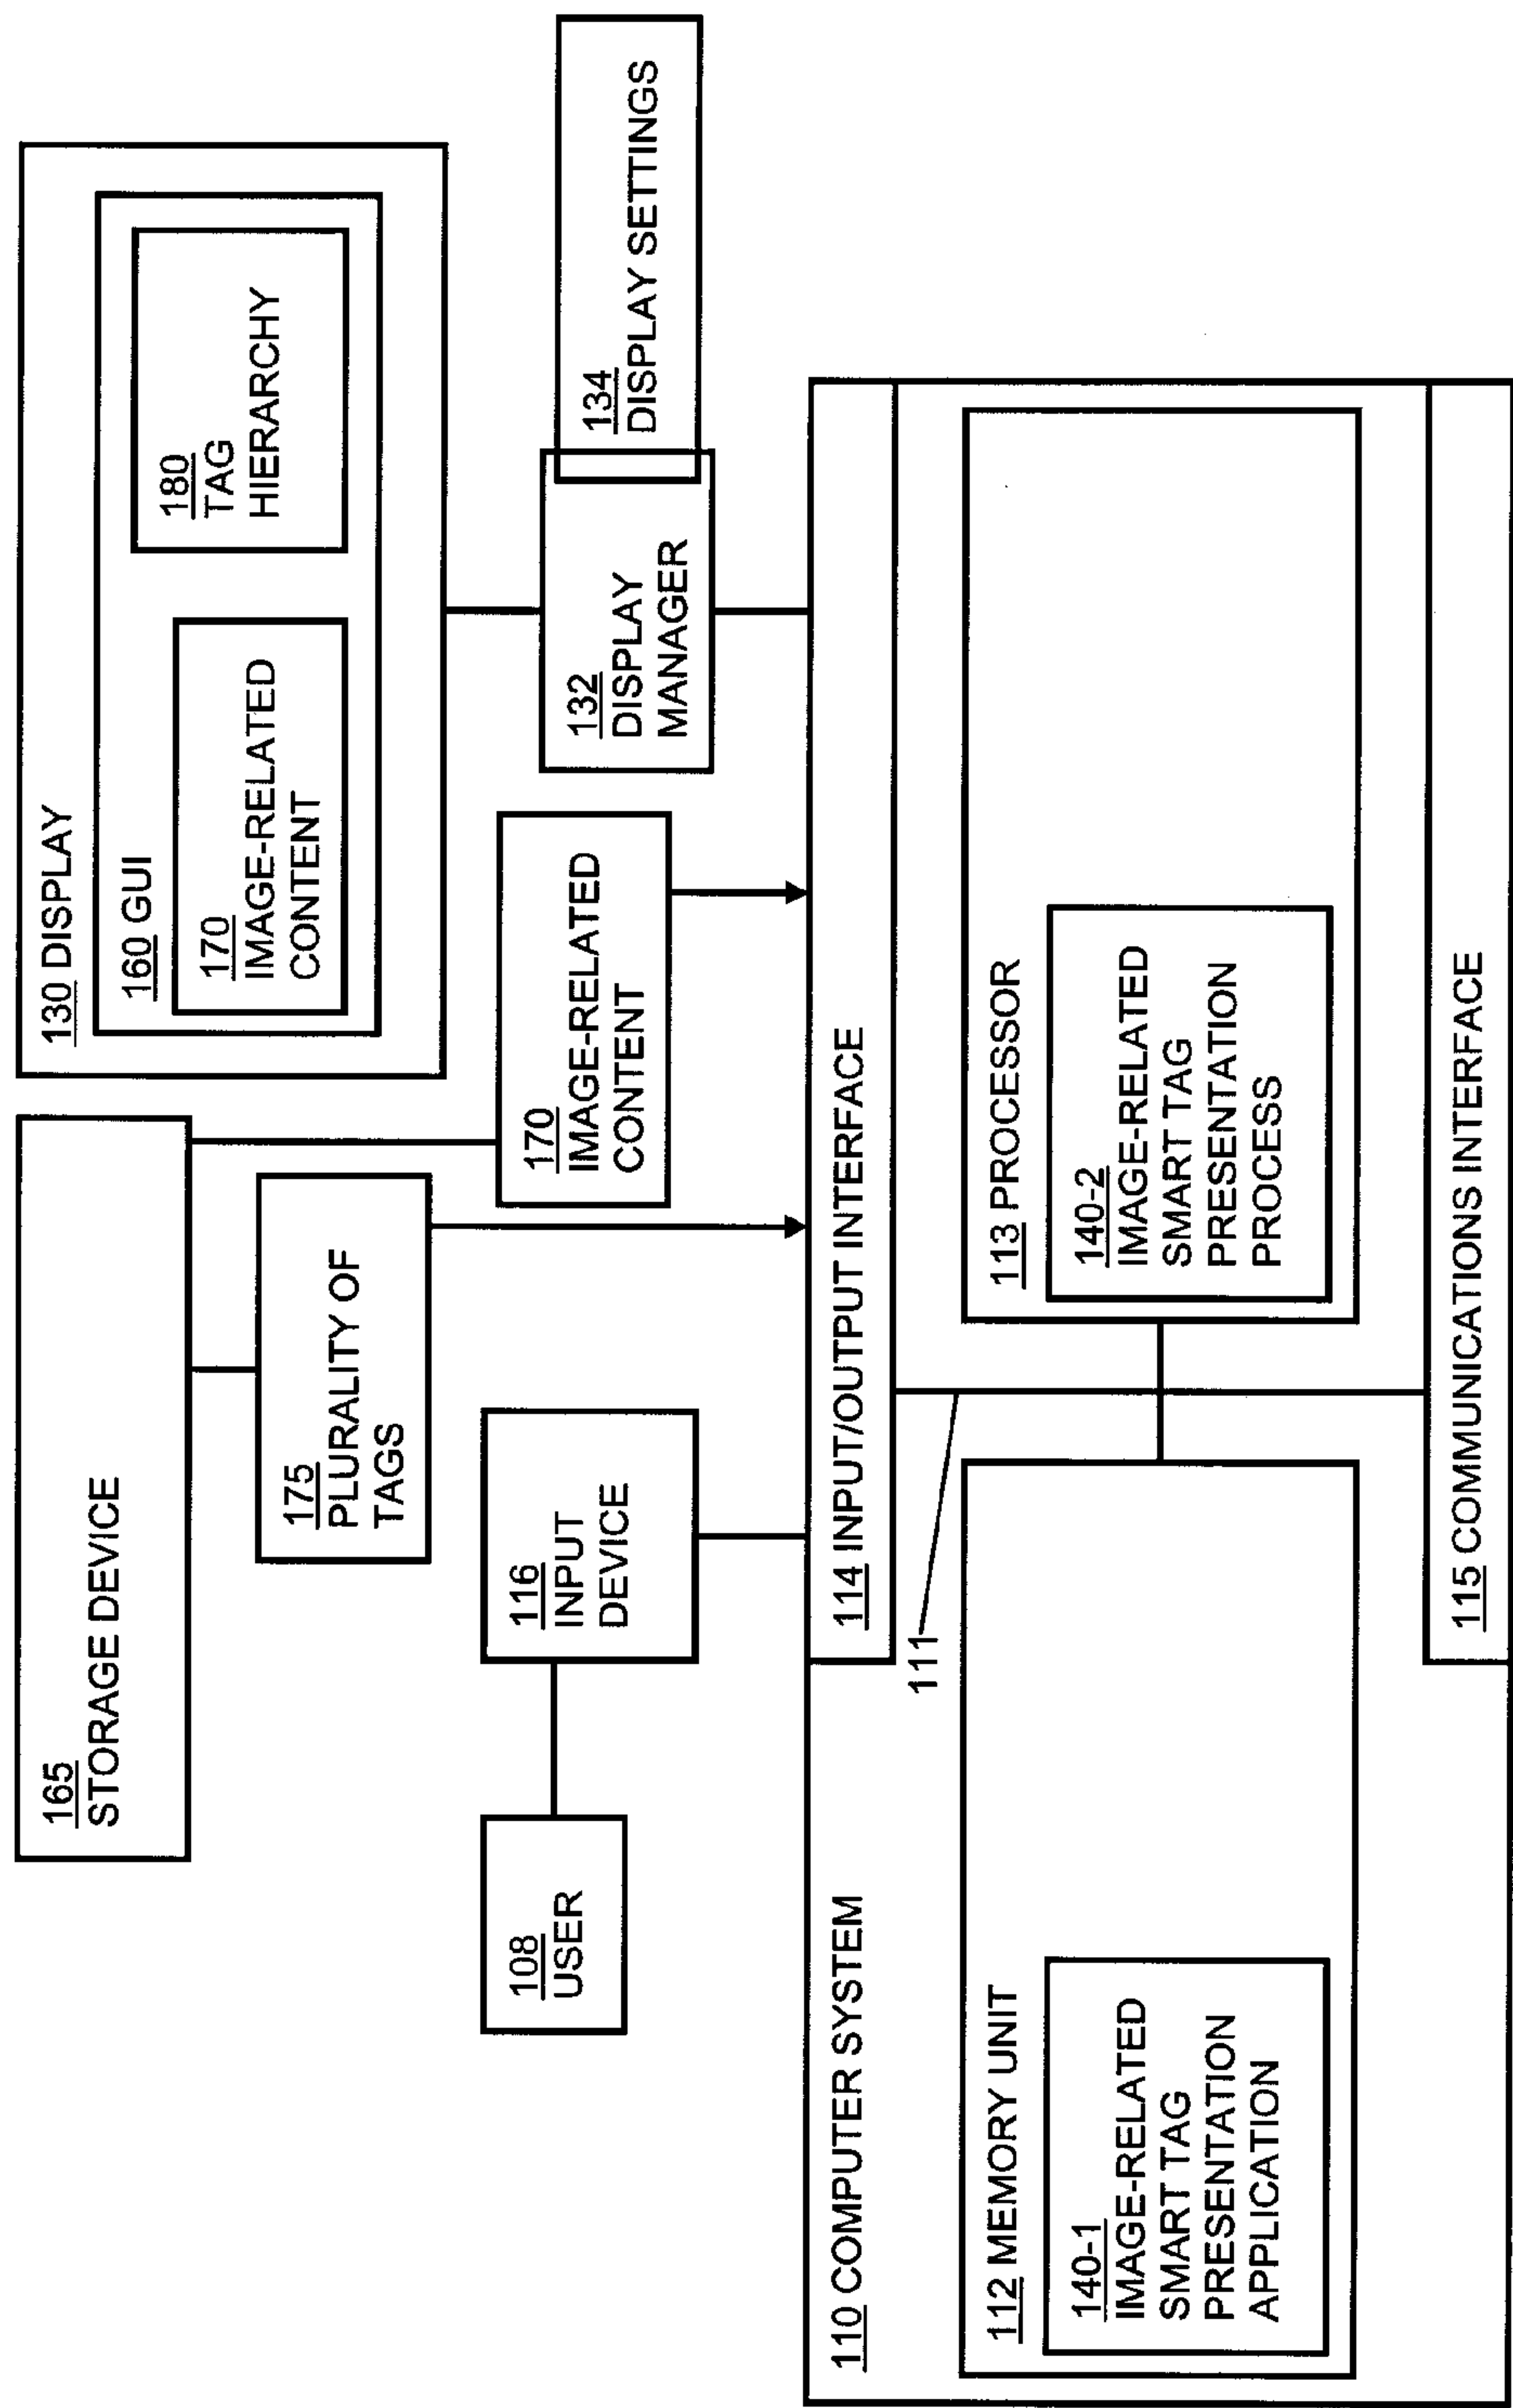 165
STORAGE DEVICE
130 DISPLAY
160 GUI
170
IMAGE-RELATED
CONTENT
180
TAG
HIERARCHY
175
PLURALITY OF
TAGS
108
USER
116
INPUT
DEVICE
170
IMAGE-RELATED
CONTENT
132
DISPLAY
MANAGER
134
DISPLAY SETTINGS
110 COMPUTER SYSTEM
114 INPUT/OUTPUT INTERFACE
111
112 MEMORY UNIT
140-1
IMAGE-RELATED
SMART TAG
PRESENTATION
APPLICATION
113 PROCESSOR
140-2
IMAGE-RELATED
SMART TAG
PRESENTATION
PROCESS
115 COMMUNICATIONS INTERFACE